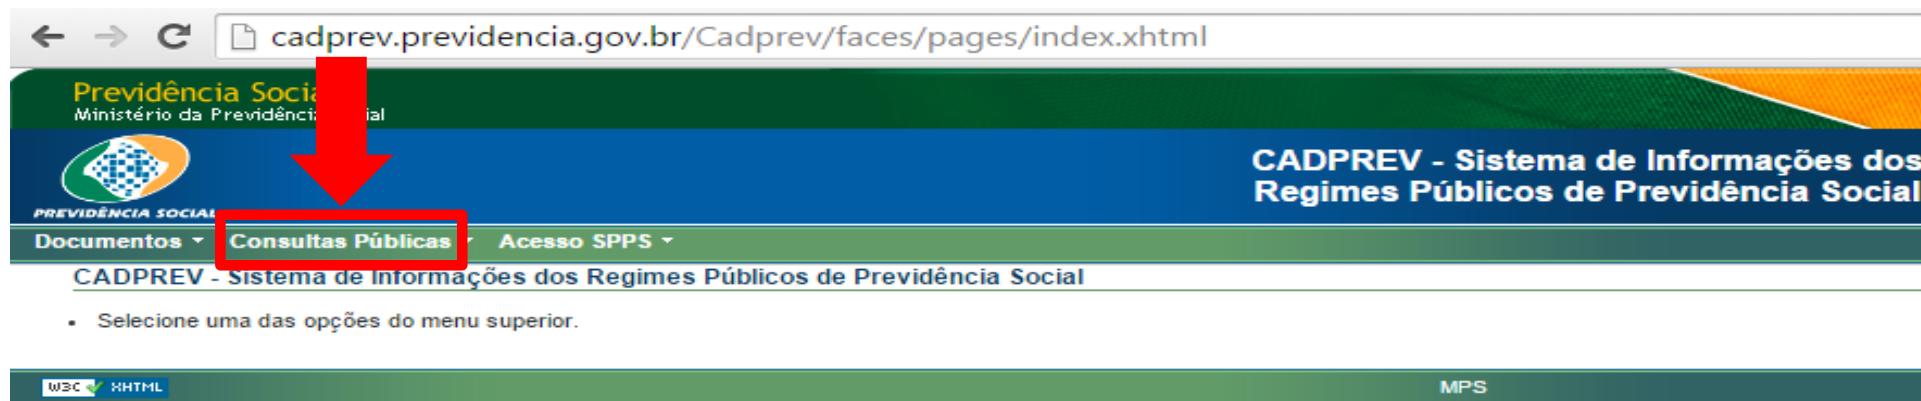 cadprev.previdencia.gov.br/Cadprev/faces/pages/index.xhtml
Previdência Soci
Ministério da Previdênci ial
CADPREV - Sistema de Informações dos
Regimes Públicos de Previdência Social
PREVIDÊNCIA SOCIAL
Documentos Consultas Públicas Acesso SPPS
CADPREV - Sistema de Informações dos Regimes Públicos de Previdência Social
• Selecione uma das opções do menu superior.
W3C XHTML MPS